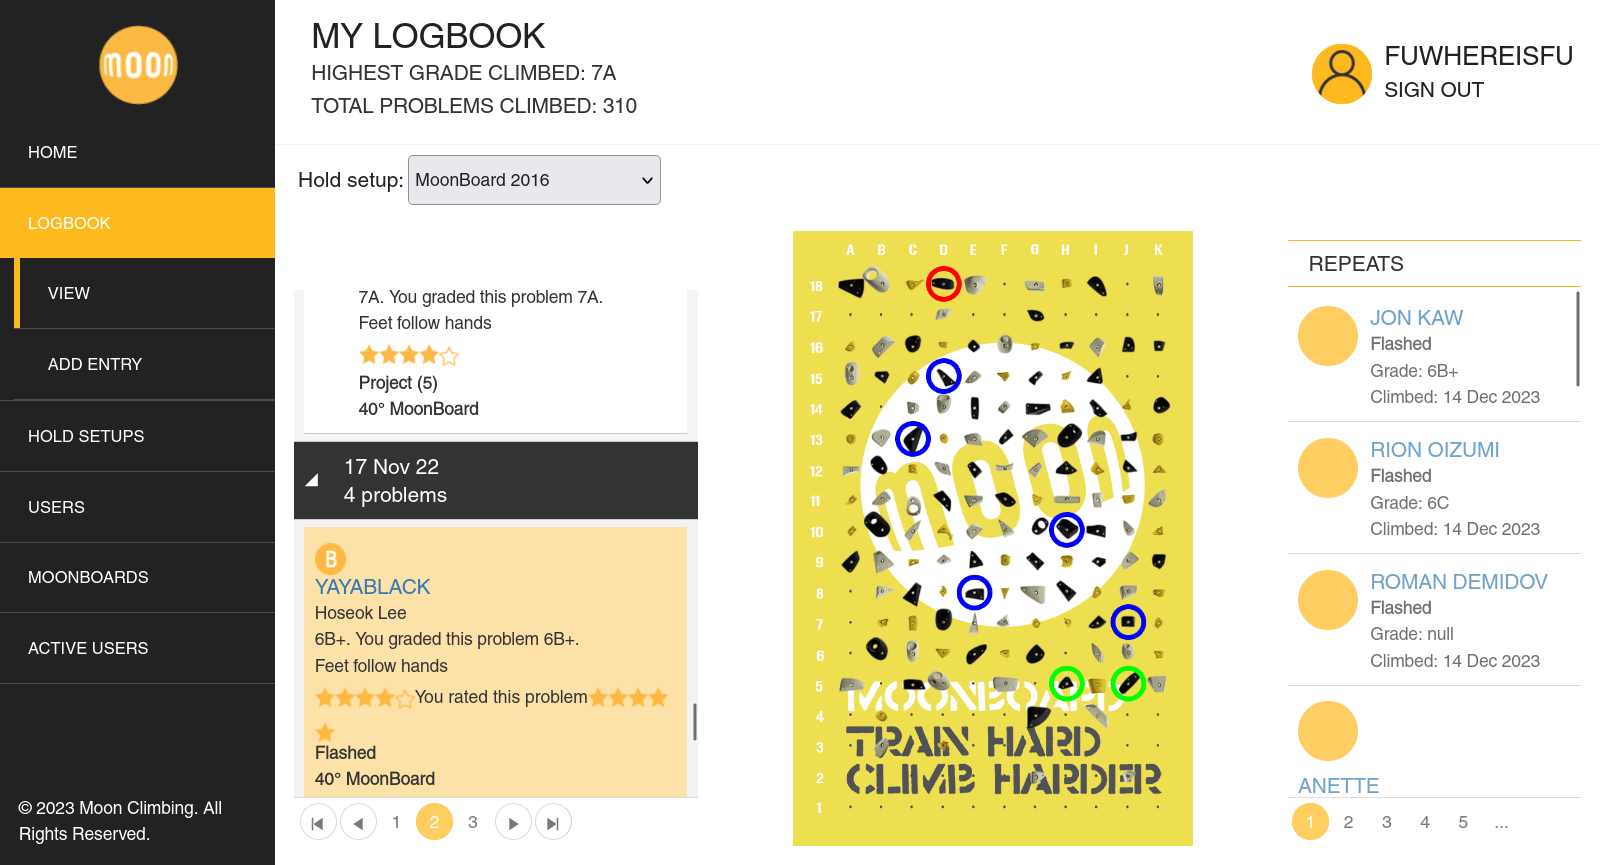 moon
HOME
LOGBOOK
VIEW
ADD ENTRY
HOLD SETUPS
USERS
MOONBOARDS
ACTIVE USERS
© 2023 Moon Climbing. All
Rights Reserved.
MY LOGBOOK
HIGHEST GRADE CLIMBED: 7A
TOTAL PROBLEMS CLIMBED: 310
FUWHEREISFU
SIGN OUT
Hold setup: MoonBoard 2016
7A. You graded this problem 7A.
Feet follow hands
Project (5)
40° MoonBoard
17 Nov 22
4 problems
B
YAYABLACK
Hoseok Lee
6B+. You graded this problem 6B+.
Feet follow hands
You rated this problem
Flashed
40° MoonBoard
1 2 3
A B C D E F G H I J K
18
17
16
15
14
13
12
11
10
9
8
7
6
5
4
3
2
1
moon
MOONBOARD
TRAIN HARD
CLIMB HARDER
REPEATS
JON KAW
Flashed
Grade: 6B+
Climbed: 14 Dec 2023
RION OIZUMI
Flashed
Grade: 6C
Climbed: 14 Dec 2023
ROMAN DEMIDOV
Flashed
Grade: null
Climbed: 14 Dec 2023
ANETTE
1 2 3 4 5 ...